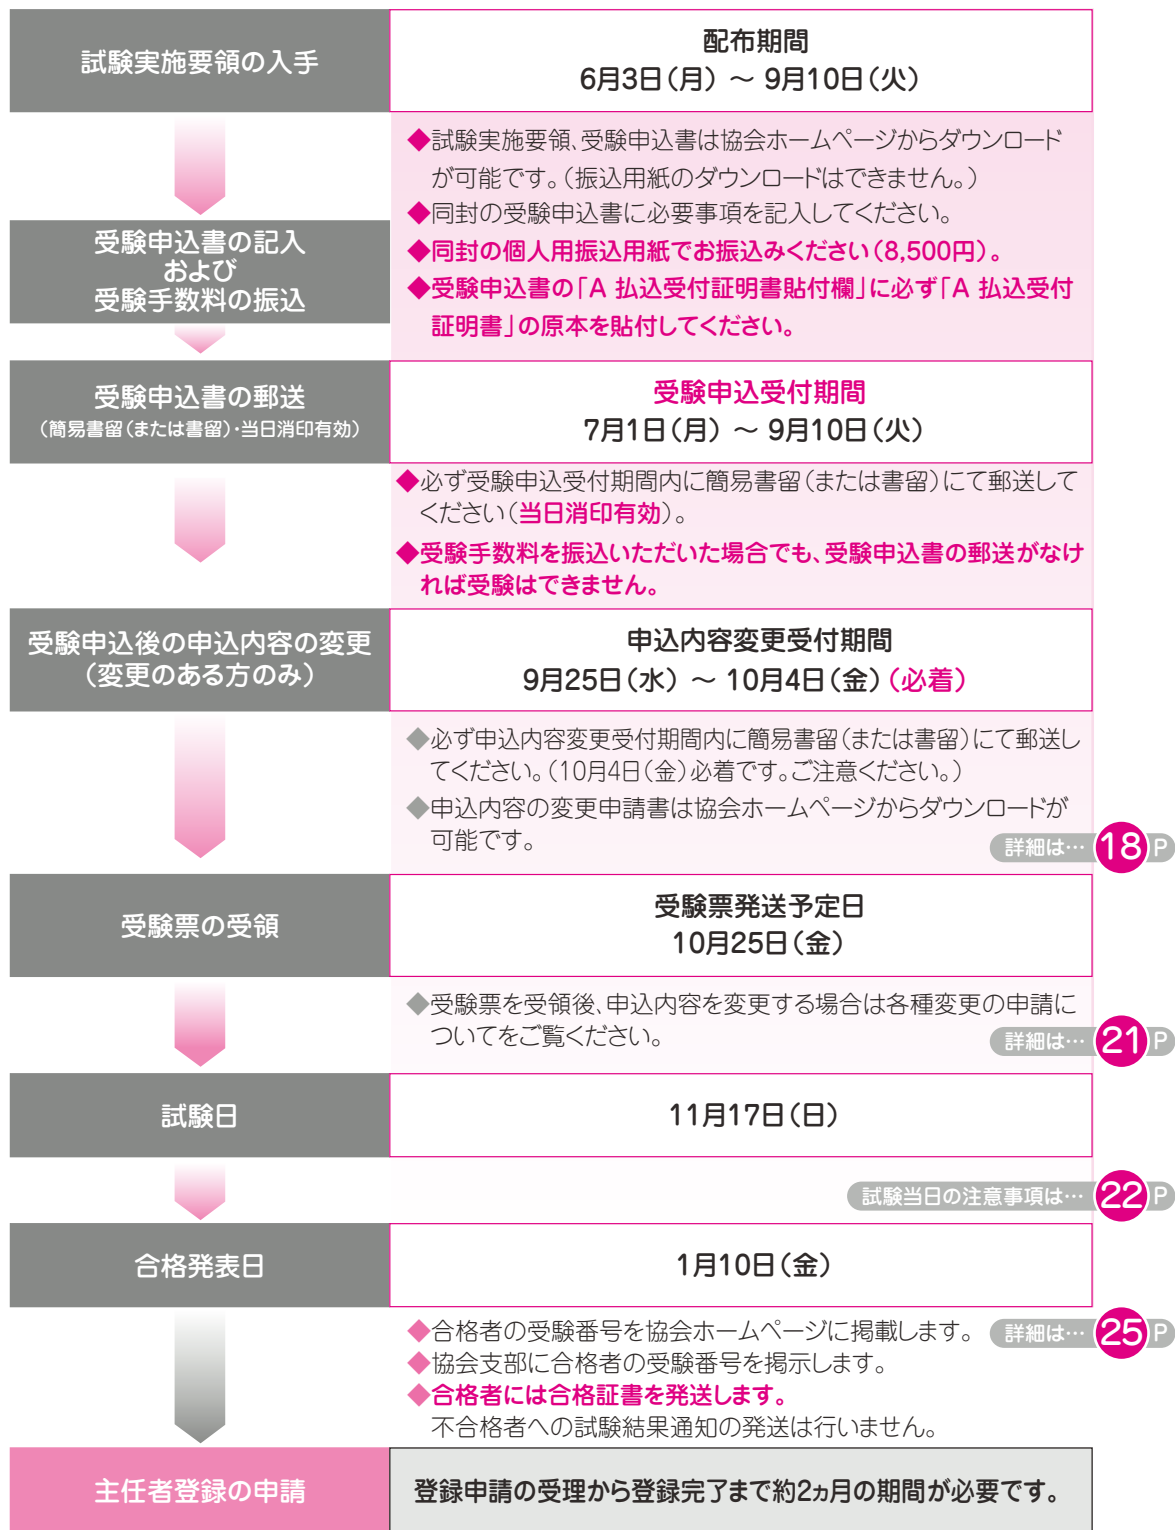 試験実施要領の入手
配布期間
6月3日（月） ～ 9月10日（火）
◆試験実施要領、受験申込書は協会ホームページからダウンロード
が可能です。（振込用紙のダウンロードはできません。）
◆同封の受験申込書に必要事項を記入してください。
◆同封の個人用振込用紙でお振込みください（8,500円）。
◆受験申込書の「A 払込受付証明書貼付欄」に必ず「A 払込受付
証明書」の原本を貼付してください。
受験申込書の記入
および
受験手数料の振込
受験申込書の郵送
（簡易書留（または書留）・当日消印有効）
受験申込受付期間
7月1日（月） ～ 9月10日（火）
◆必ず受験申込受付期間内に簡易書留（または書留）にて郵送して
ください（当日消印有効）。
◆受験手数料を振込いただいた場合でも、受験申込書の郵送がなけ
れば受験はできません。
受験申込後の申込内容の変更
（変更のある方のみ）
申込内容変更受付期間
9月25日（水） ～ 10月4日（金）（必着）
◆必ず申込内容変更受付期間内に簡易書留（または書留）にて郵送し
てください。（10月4日（金）必着です。ご注意ください。）
◆申込内容の変更申請書は協会ホームページからダウンロードが
可能です。
詳細は… 18 P
受験票の受領
受験票発送予定日
10月25日（金）
◆受験票を受領後、申込内容を変更する場合は各種変更の申請に
ついてをご覧ください。
詳細は… 21 P
試験日
11月17日（日）
試験当日の注意事項は… 22 P
合格発表日
1月10日（金）
◆合格者の受験番号を協会ホームページに掲載します。
詳細は… 25 P
◆協会支部に合格者の受験番号を掲示します。
◆合格者には合格証書を発送します。
不合格者への試験結果通知の発送は行いません。
主任者登録の申請
登録申請の受理から登録完了まで約2ヵ月の期間が必要です。